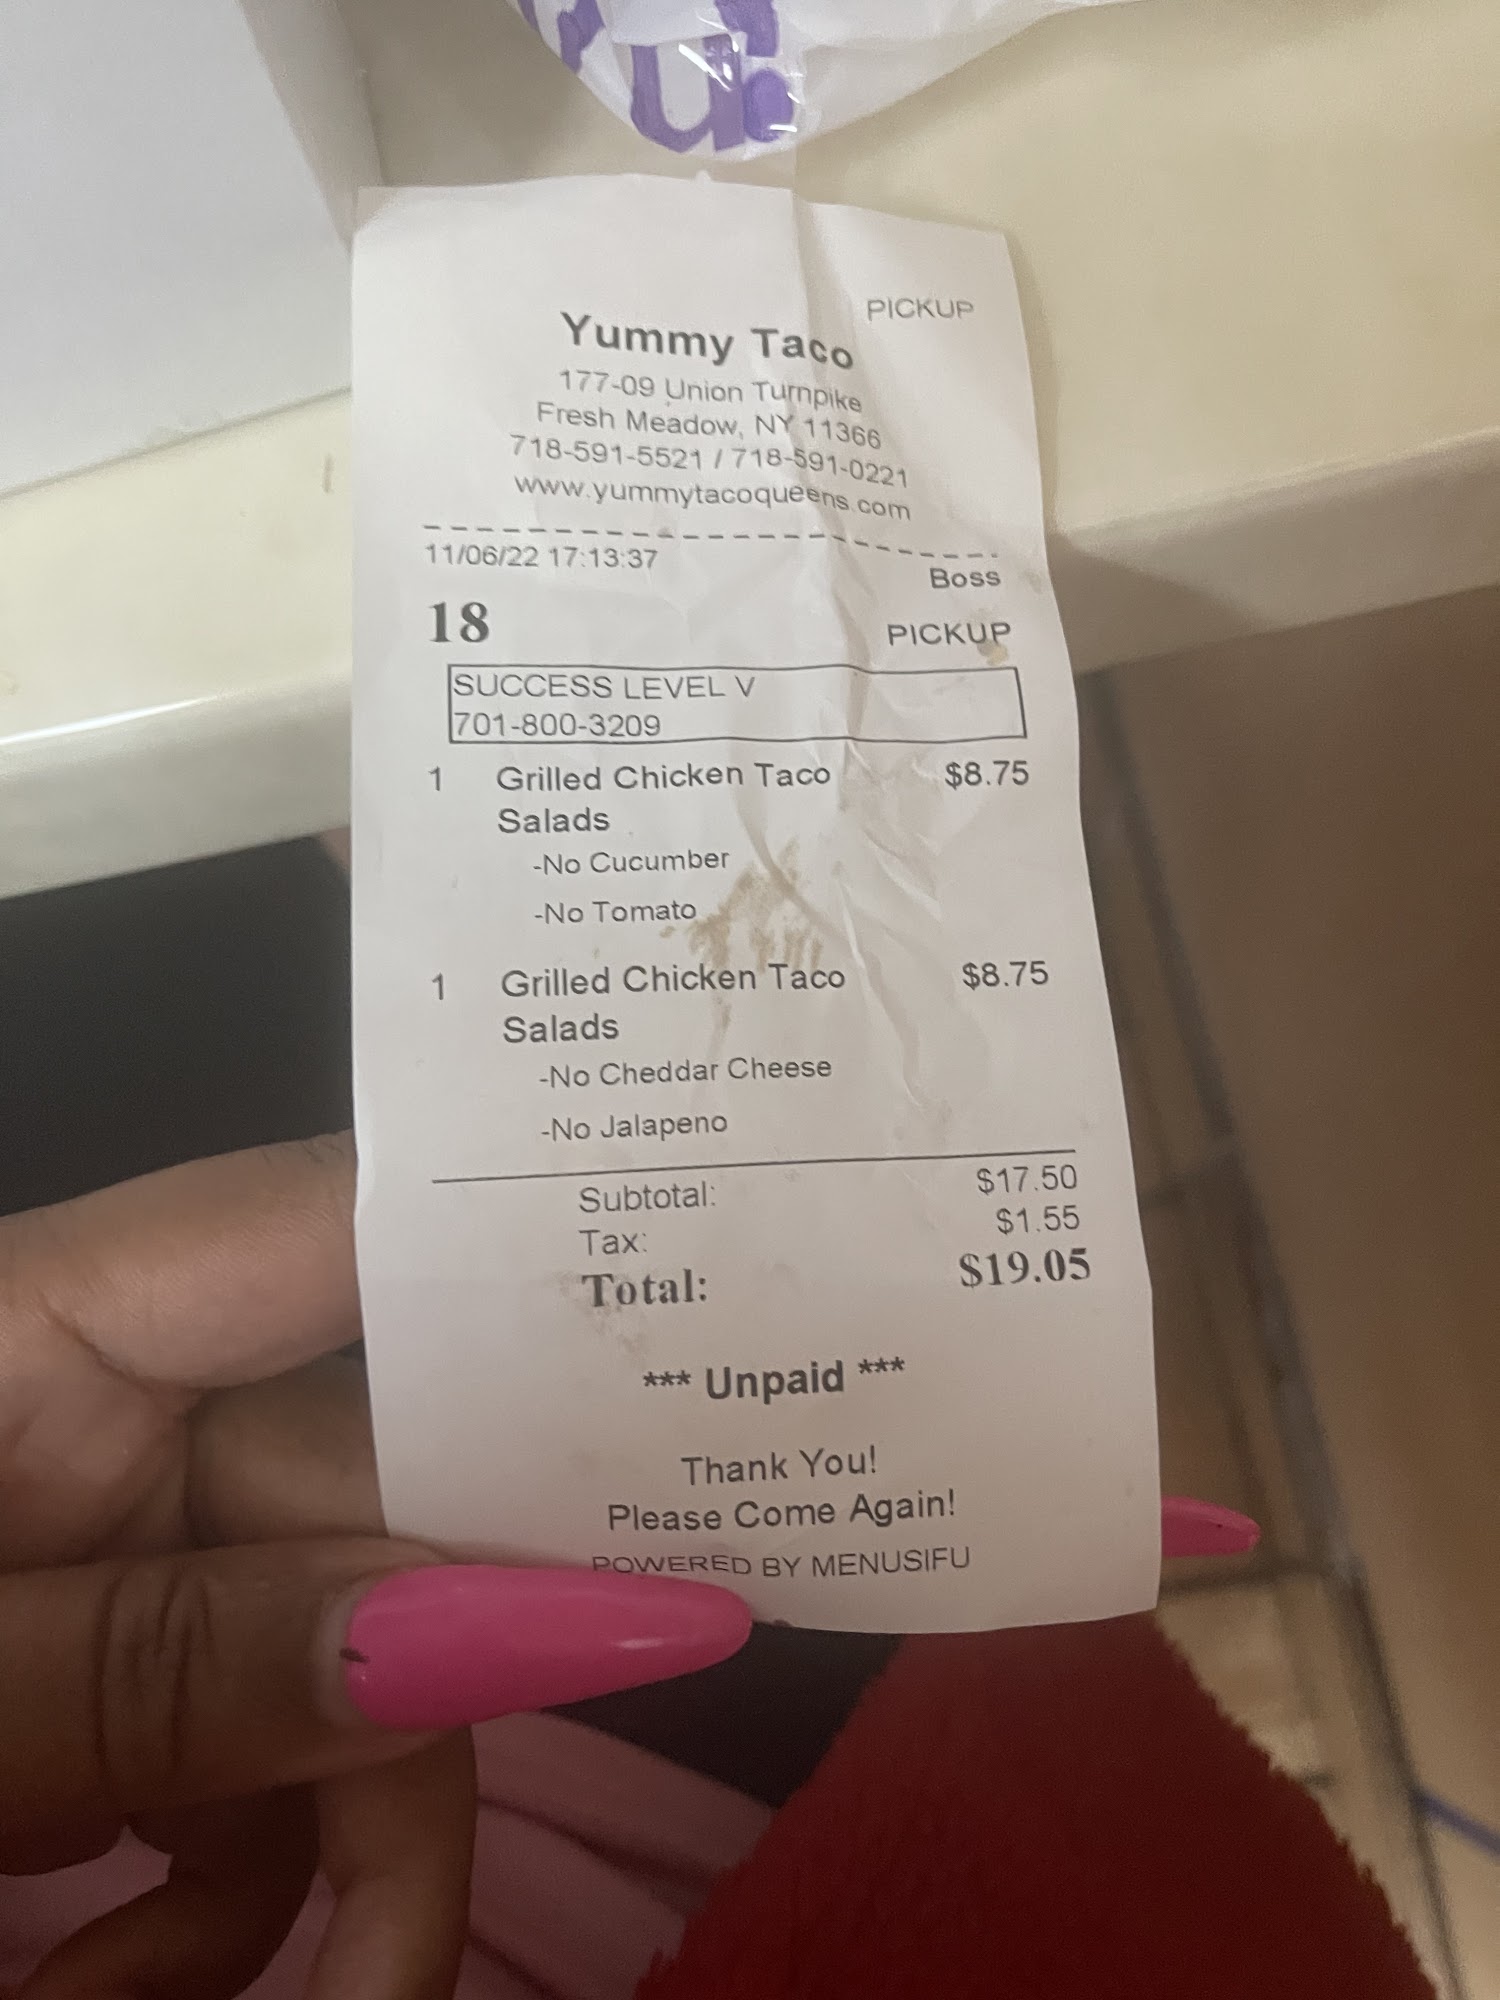 u.
PICKUP
Yummy Taco
177-09 Union Turnpike
Fresh Meadow, NY 11366
718-591-5521 / 718-591-0221
www.yummytacoqueens.com
11/06/22 17:13:37
Boss
18 PICKUP
SUCCESS LEVEL V
701-800-3209
1 Grilled Chicken Taco $8.75
Salads
-No Cucumber
-No Tomato
1 Grilled Chicken Taco $8.75
Salads
-No Cheddar Cheese
-No Jalapeno
Subtotal: $17.50
Tax: $1.55
Total: $19.05
*** Unpaid ***
Thank You!
Please Come Again!
POWERED BY MENUSIFU